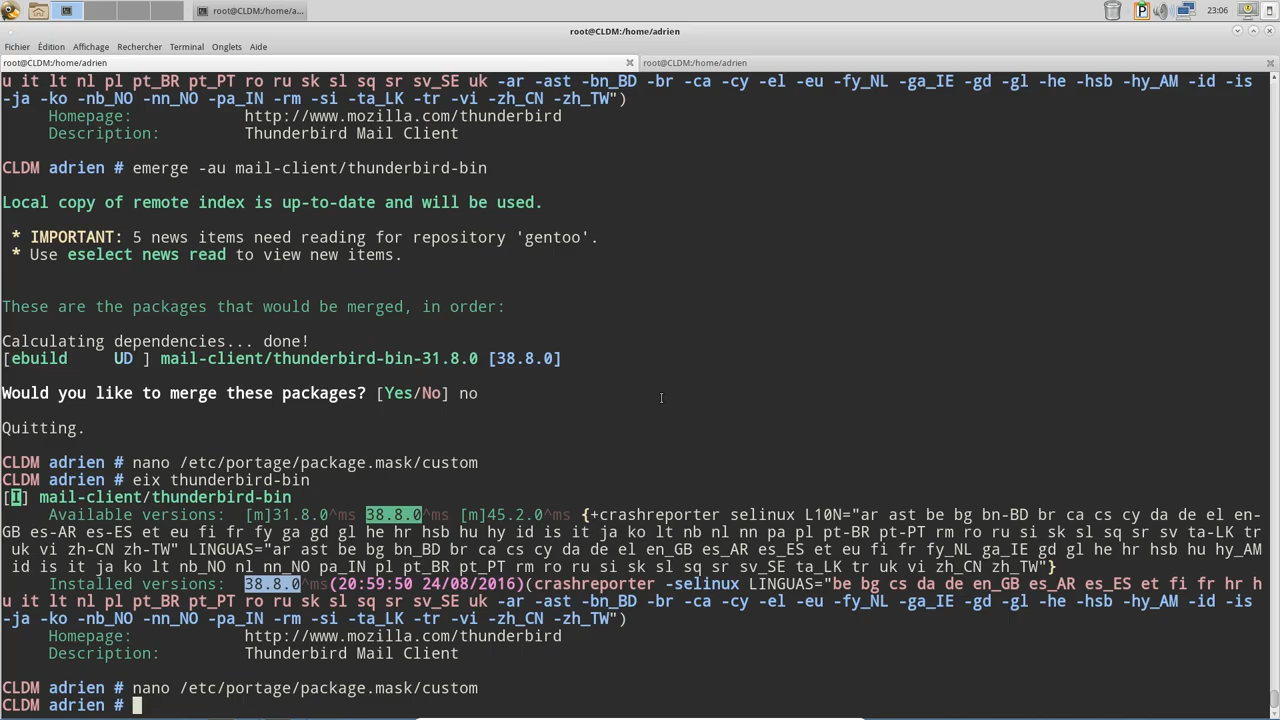 root@CLDM:/home/a...
P
23:06
root@CLDM:/home/adrien
Fichier Édition Affichage Rechercher Terminal Onglets Aide
root@CLDM:/home/adrien root@CLDM:/home/adrien
u it lt nl pl pt_BR pt_PT ro ru sk sl sq sr sv_SE uk -ar -ast -bn_BD -br -ca -cy -el -eu -fy_NL -ga_IE -gd -gl -he -hsb -hy_AM -id -is
-ja -ko -nb_NO -nn_NO -pa_IN -rm -si -ta_LK -tr -vi -zh_CN -zh_TW")
Homepage: http://www.mozilla.com/thunderbird
Description: Thunderbird Mail Client
CLDM adrien # emerge -au mail-client/thunderbird-bin
Local copy of remote index is up-to-date and will be used.
* IMPORTANT: 5 news items need reading for repository 'gentoo'.
* Use eselect news read to view new items.
These are the packages that would be merged, in order:
Calculating dependencies... done!
[ebuild UD ] mail-client/thunderbird-bin-31.8.0 [38.8.0]
Would you like to merge these packages? [Yes/No] no
Quitting.
CLDM adrien # nano /etc/portage/package.mask/custom
CLDM adrien # eix thunderbird-bin
[I] mail-client/thunderbird-bin
Available versions: [m]31.8.0^ms 38.8.0^ms [m]45.2.0^ms {+crashreporter selinux L10N="ar ast be bg bn-BD br ca cs cy da de el en-
GB es-AR es-ES et eu fi fr fy ga gd gl he hr hsb hu hy id is it ja ko lt nb nl nn pa pl pt-BR pt-PT rm ro ru si sk sl sq sr sv ta-LK tr
uk vi zh-CN zh-TW" LINGUAS="ar ast be bg bn_BD br ca cs cy da de el en_GB es_AR es_ES et eu fi fr fy_NL ga_IE gd gl he hr hsb hu hy_AM
id is it ja ko lt nb_NO nl nn_NO pa_IN pl pt_BR pt_PT rm ro ru si sk sl sq sr sv_SE ta_LK tr uk vi zh_CN zh_TW"}
Installed versions: 38.8.0^ms(20:59:50 24/08/2016)(crashreporter -selinux LINGUAS="be bg cs da de en_GB es_AR es_ES et fi fr hr h
u it lt nl pl pt_BR pt_PT ro ru sk sl sq sr sv_SE uk -ar -ast -bn_BD -br -ca -cy -el -eu -fy_NL -ga_IE -gd -gl -he -hsb -hy_AM -id -is
-ja -ko -nb_NO -nn_NO -pa_IN -rm -si -ta_LK -tr -vi -zh_CN -zh_TW")
Homepage: http://www.mozilla.com/thunderbird
Description: Thunderbird Mail Client
CLDM adrien # nano /etc/portage/package.mask/custom
CLDM adrien #